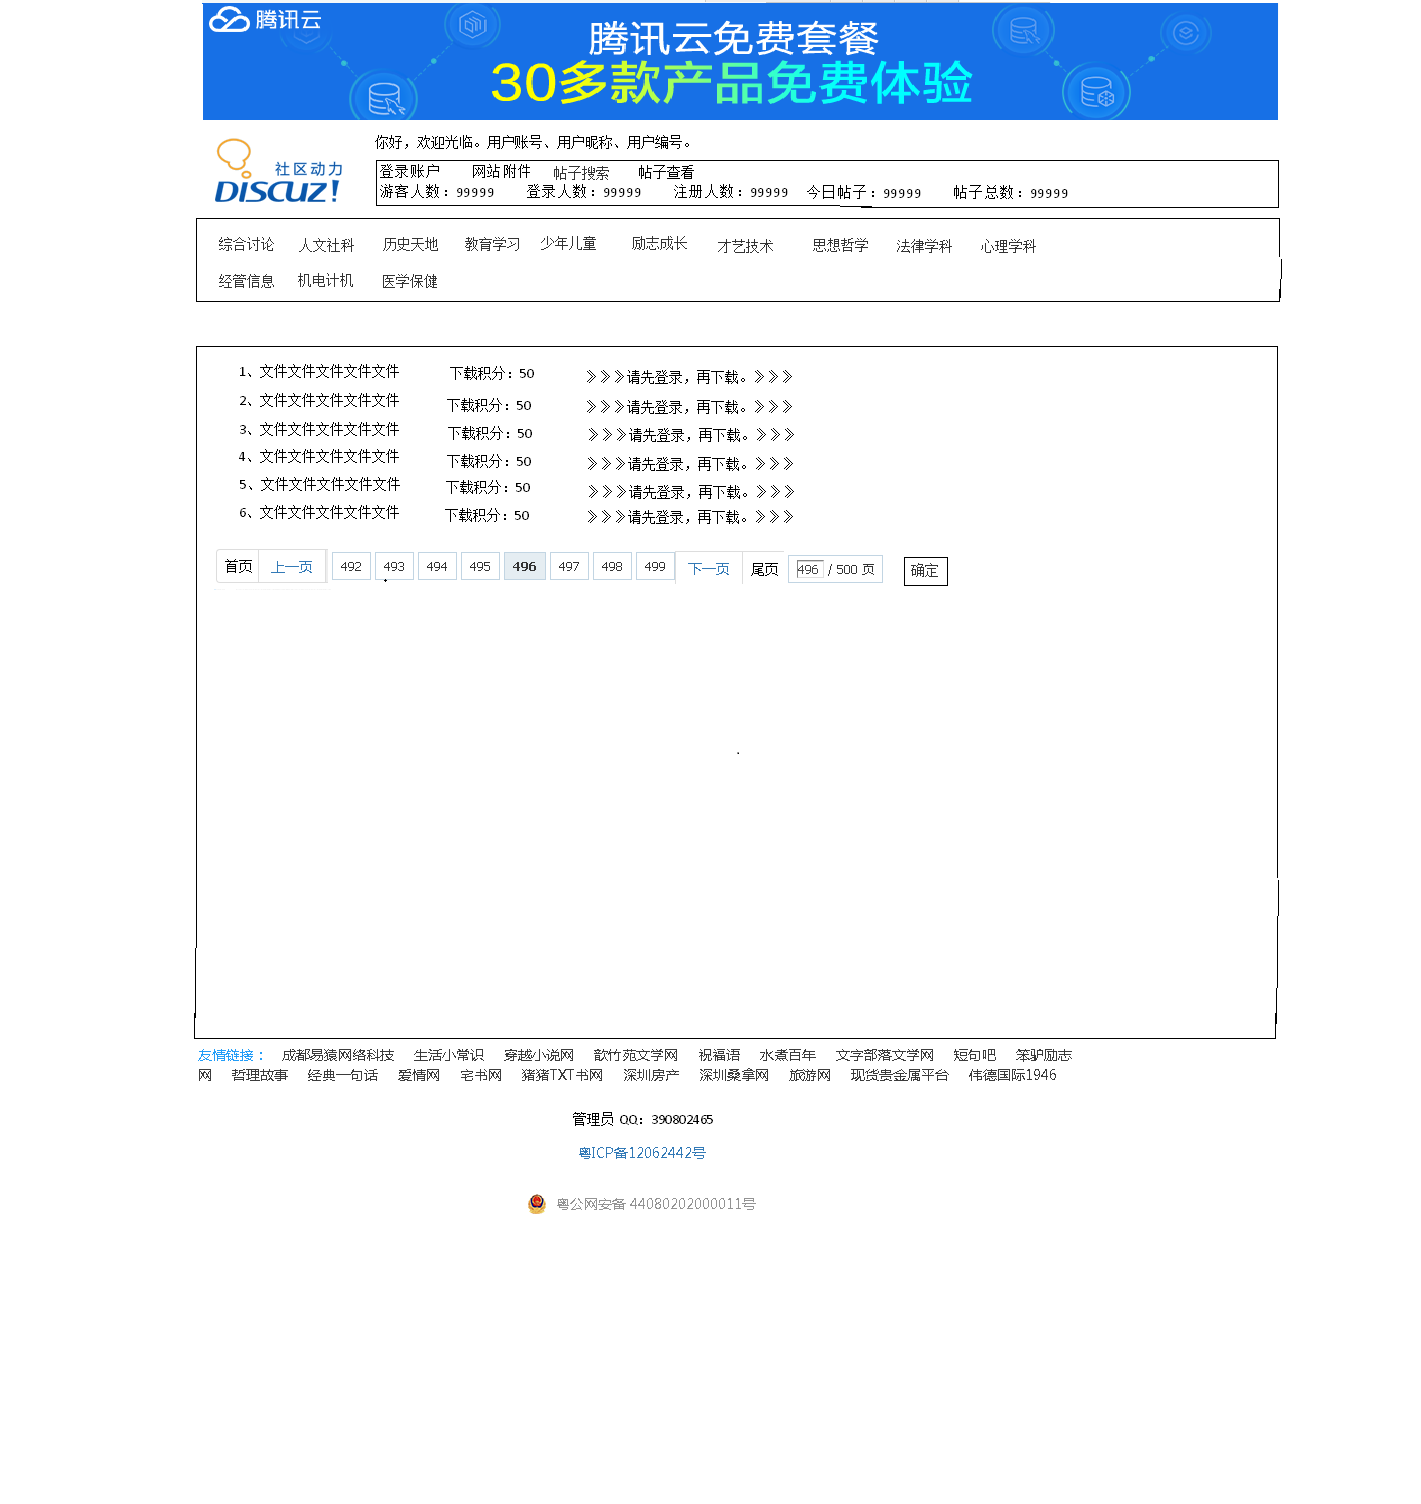 腾讯云
腾讯云免费套餐
30多款产品免费体验
你好，欢迎光临。用户账号、用户昵称、用户编号。
社区动力
DISCUZ!
登录账户 网站附件 帖子搜索 帖子查看
游客人数：99999 登录人数：99999 注册人数：99999 今日帖子：99999 帖子总数：99999
综合讨论 人文社科 历史天地 教育学习 少年儿童 励志成长 才艺技术 思想哲学 法律学科 心理学科
经管信息 机电计机 医学保健
1、文件文件文件文件文件 下载积分：50 》》》请先登录，再下载。》》》
2、文件文件文件文件文件 下载积分：50 》》》请先登录，再下载。》》》
3、文件文件文件文件文件 下载积分：50 》》》请先登录，再下载。》》》
4、文件文件文件文件文件 下载积分：50 》》》请先登录，再下载。》》》
5、文件文件文件文件文件 下载积分：50 》》》请先登录，再下载。》》》
6、文件文件文件文件文件 下载积分：50 》》》请先登录，再下载。》》》
首页 上一页 492 493 494 495 496 497 498 499 下一页 尾页 496 / 500 页 确定
友情链接： 成都易猿网络科技 生活小常识 穿越小说网 歆竹苑文学网 祝福语 水煮百年 文字部落文学网 短句吧 笨驴励志
网 哲理故事 经典一句话 爱情网 宅书网 猪猪TXT书网 深圳房产 深圳桑拿网 旅游网 现货贵金属平台 伟德国际1946
管理员 QQ：390802465
粤ICP备12062442号
粤公网安备 44080202000011号